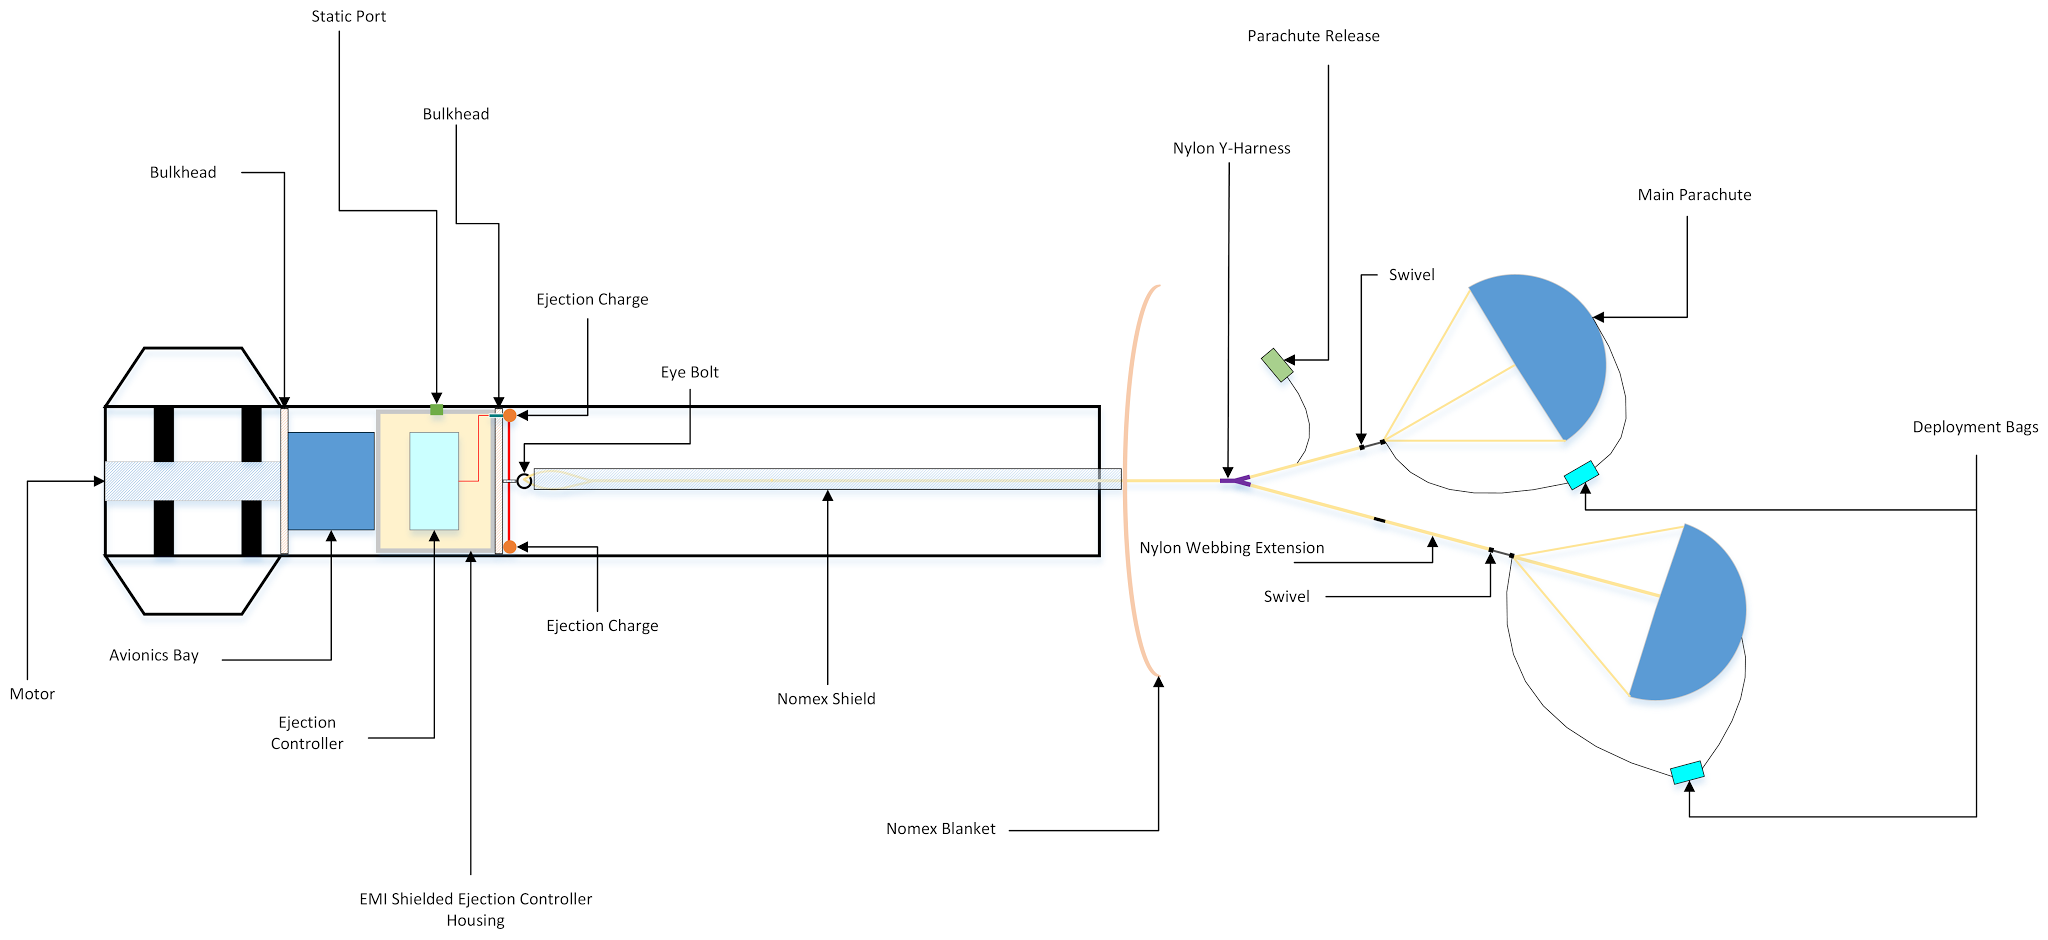 Static Port
Parachute Release
Bulkhead
Nylon Y-Harness
Bulkhead
Main Parachute
Swivel
Ejection Charge
Eye Bolt
Deployment Bags
Nylon Webbing Extension
Swivel
Ejection Charge
Avionics Bay
Motor
Nomex Shield
Ejection
Controller
Nomex Blanket
EMI Shielded Ejection Controller
Housing